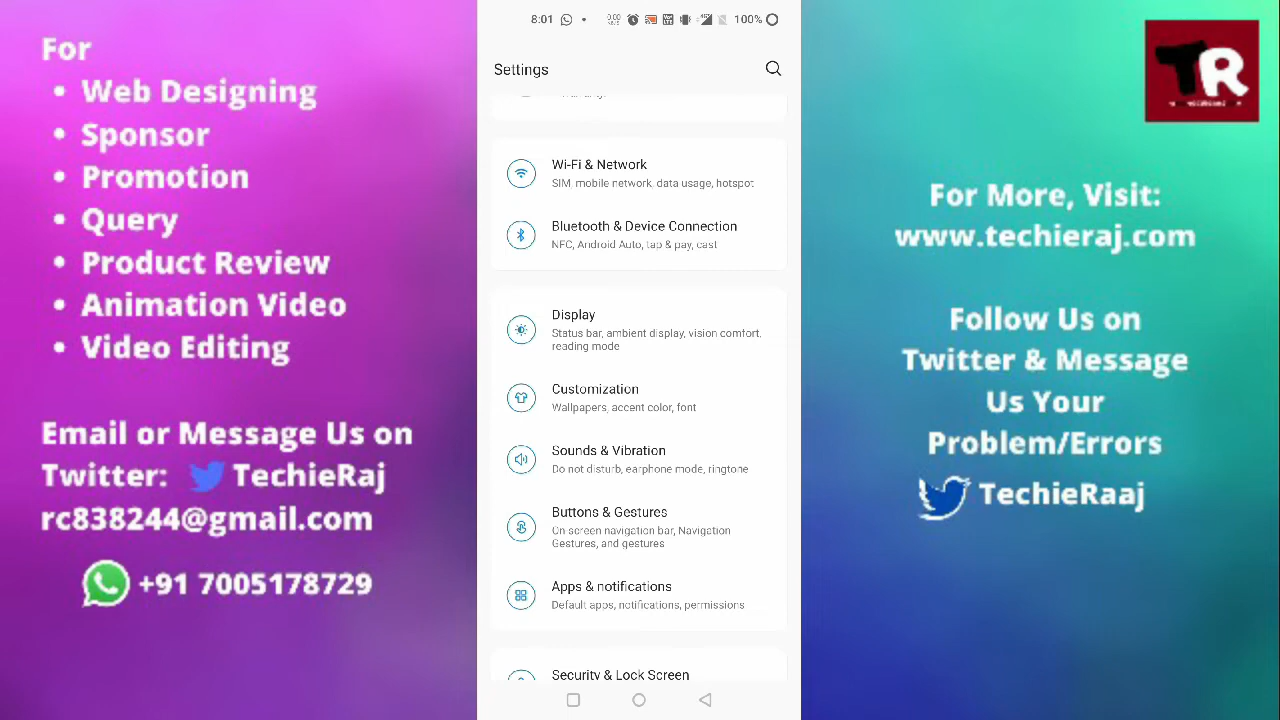 For
• Web Designing
• Sponsor
• Promotion
• Query
• Product Review
• Animation Video
• Video Editing
Email or Message Us on
Twitter: TechieRaj
rc838244@gmail.com
+91 7005178729
8:01
100%
Settings
Wi-Fi & Network
SIM, mobile network, data usage, hotspot
Bluetooth & Device Connection
NFC, Android Auto, tap & pay, cast
Display
Status bar, ambient display, vision comfort,
reading mode
Customization
Wallpapers, accent color, font
Sounds & Vibration
Do not disturb, earphone mode, ringtone
Buttons & Gestures
On-screen navigation bar, Navigation
Gestures, and gestures
Apps & notifications
Default apps, notifications, permissions
Security & Lock Screen
TR
For More, Visit:
www.techieraj.com
Follow Us on
Twitter & Message
Us Your
Problem/Errors
TechieRaaj